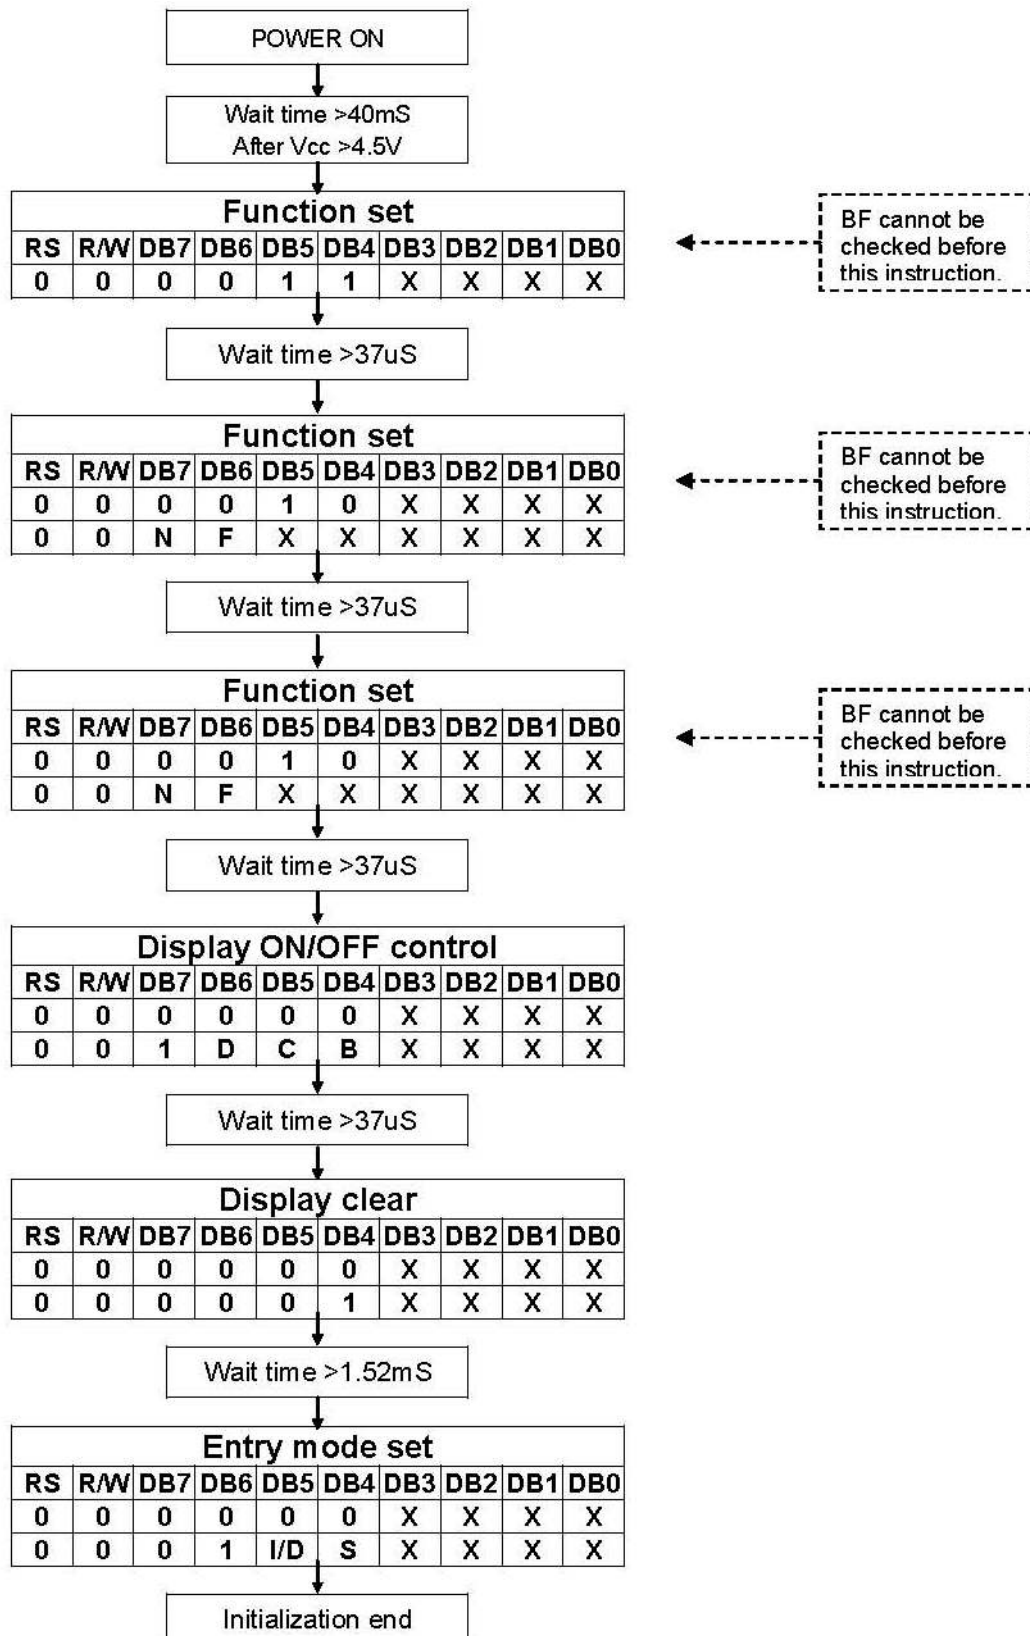 POWER ON
Wait time >40mS
After Vcc >4.5V
Function set
RS R/W DB7 DB6 DB5 DB4 DB3 DB2 DB1 DB0
0 0 0 0 1 1 X X X X
BF cannot be
checked before
this instruction.
Wait time >37uS
Function set
RS R/W DB7 DB6 DB5 DB4 DB3 DB2 DB1 DB0
0 0 0 0 1 0 X X X X
0 0 N F X X X X X X
BF cannot be
checked before
this instruction.
Wait time >37uS
Function set
RS R/W DB7 DB6 DB5 DB4 DB3 DB2 DB1 DB0
0 0 0 0 1 0 X X X X
0 0 N F X X X X X X
BF cannot be
checked before
this instruction.
Wait time >37uS
Display ON/OFF control
RS R/W DB7 DB6 DB5 DB4 DB3 DB2 DB1 DB0
0 0 0 0 0 0 X X X X
0 0 1 D C B X X X X
Wait time >37uS
Display clear
RS R/W DB7 DB6 DB5 DB4 DB3 DB2 DB1 DB0
0 0 0 0 0 0 X X X X
0 0 0 0 0 1 X X X X
Wait time >1.52mS
Entry mode set
RS R/W DB7 DB6 DB5 DB4 DB3 DB2 DB1 DB0
0 0 0 0 0 0 X X X X
0 0 0 1 I/D S X X X X
Initialization end